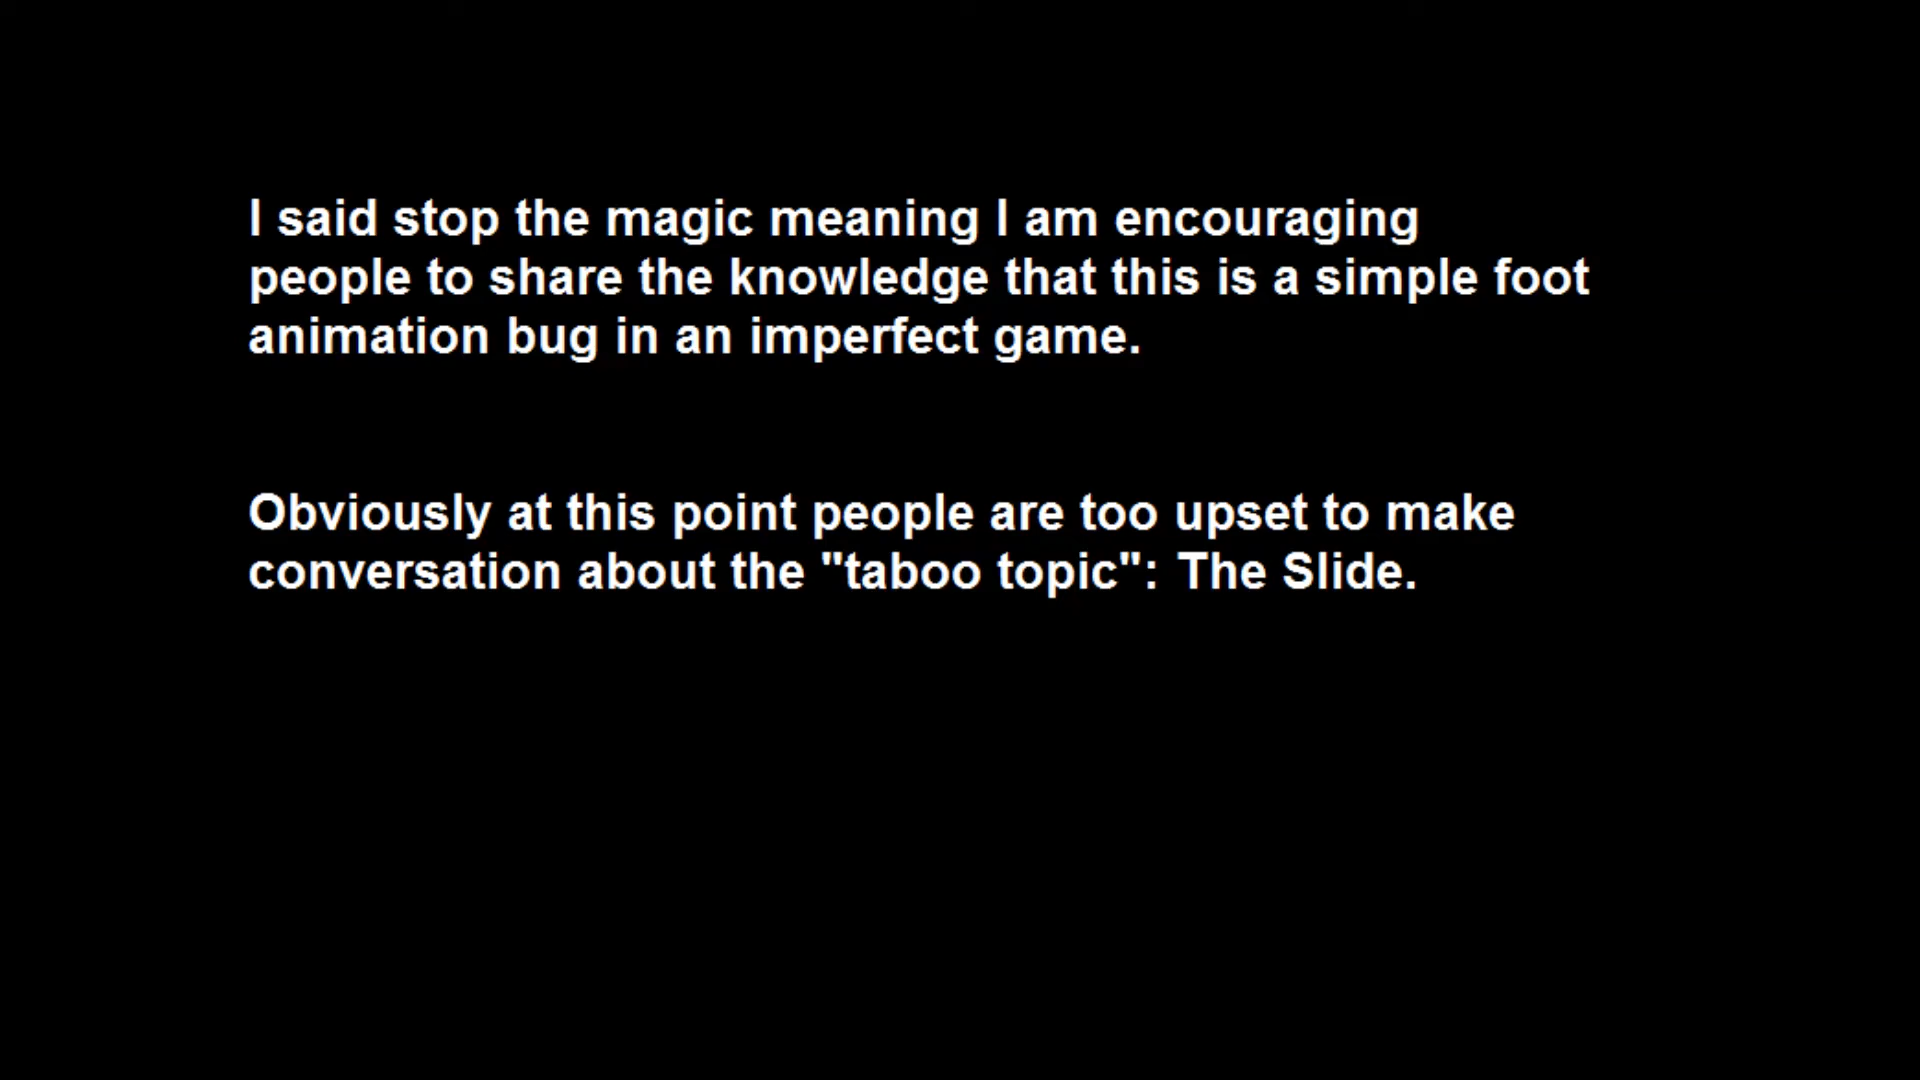 I said stop the magic meaning I am encouraging
people to share the knowledge that this is a simple foot
animation bug in an imperfect game.
Obviously at this point people are too upset to make
conversation about the "taboo topic": The Slide.